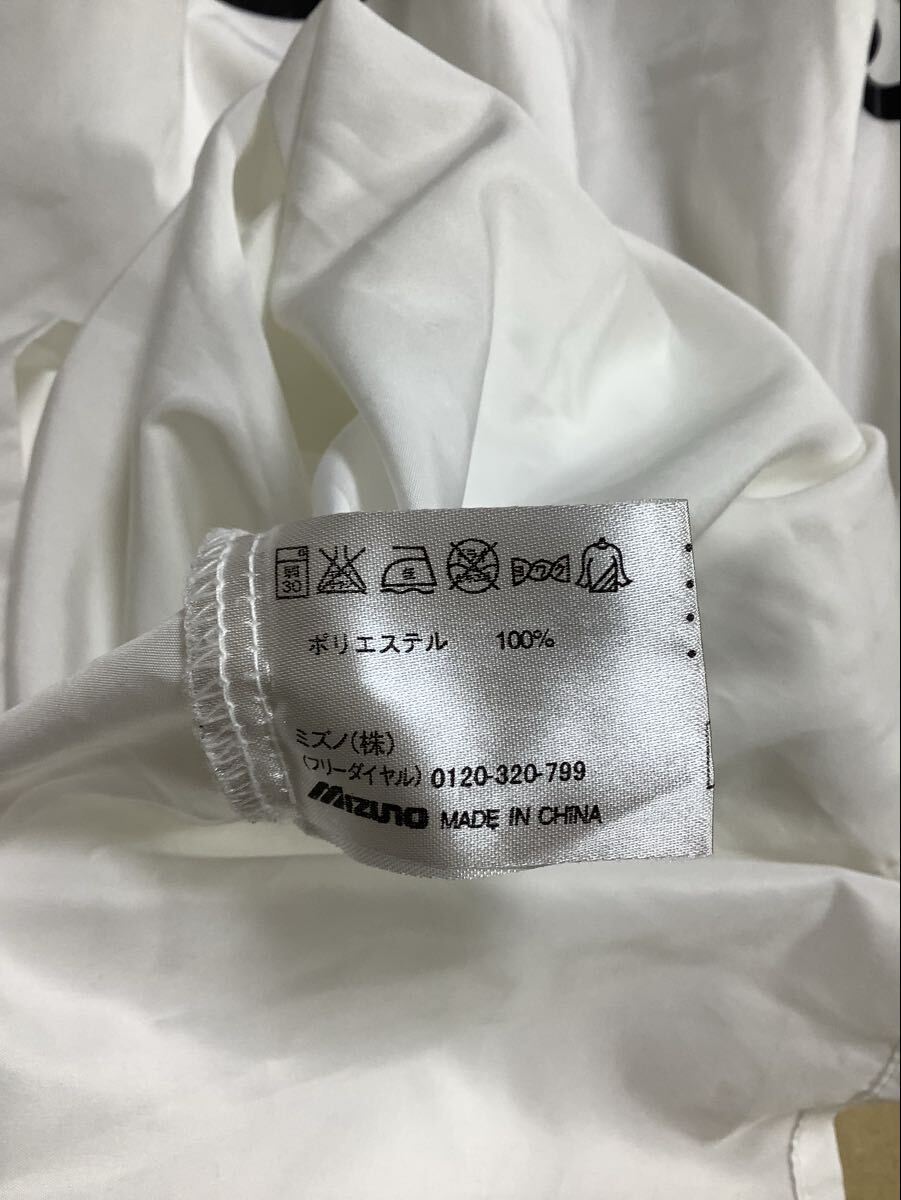 弱 30
ポリエステル 100%
ミズノ(株)
(フリーダイヤル) 0120-320-799
MIZUNO MADE IN CHINA